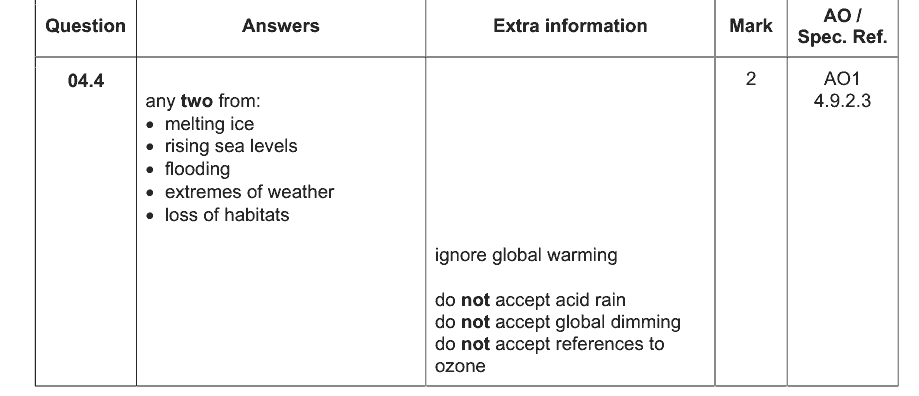 Question Answers Extra information Mark AO /
Spec. Ref.
04.4 2 AO1
any two from: 4.9.2.3
• melting ice
• rising sea levels
• flooding
• extremes of weather
• loss of habitats
ignore global warming
do not accept acid rain
do not accept global dimming
do not accept references to
ozone